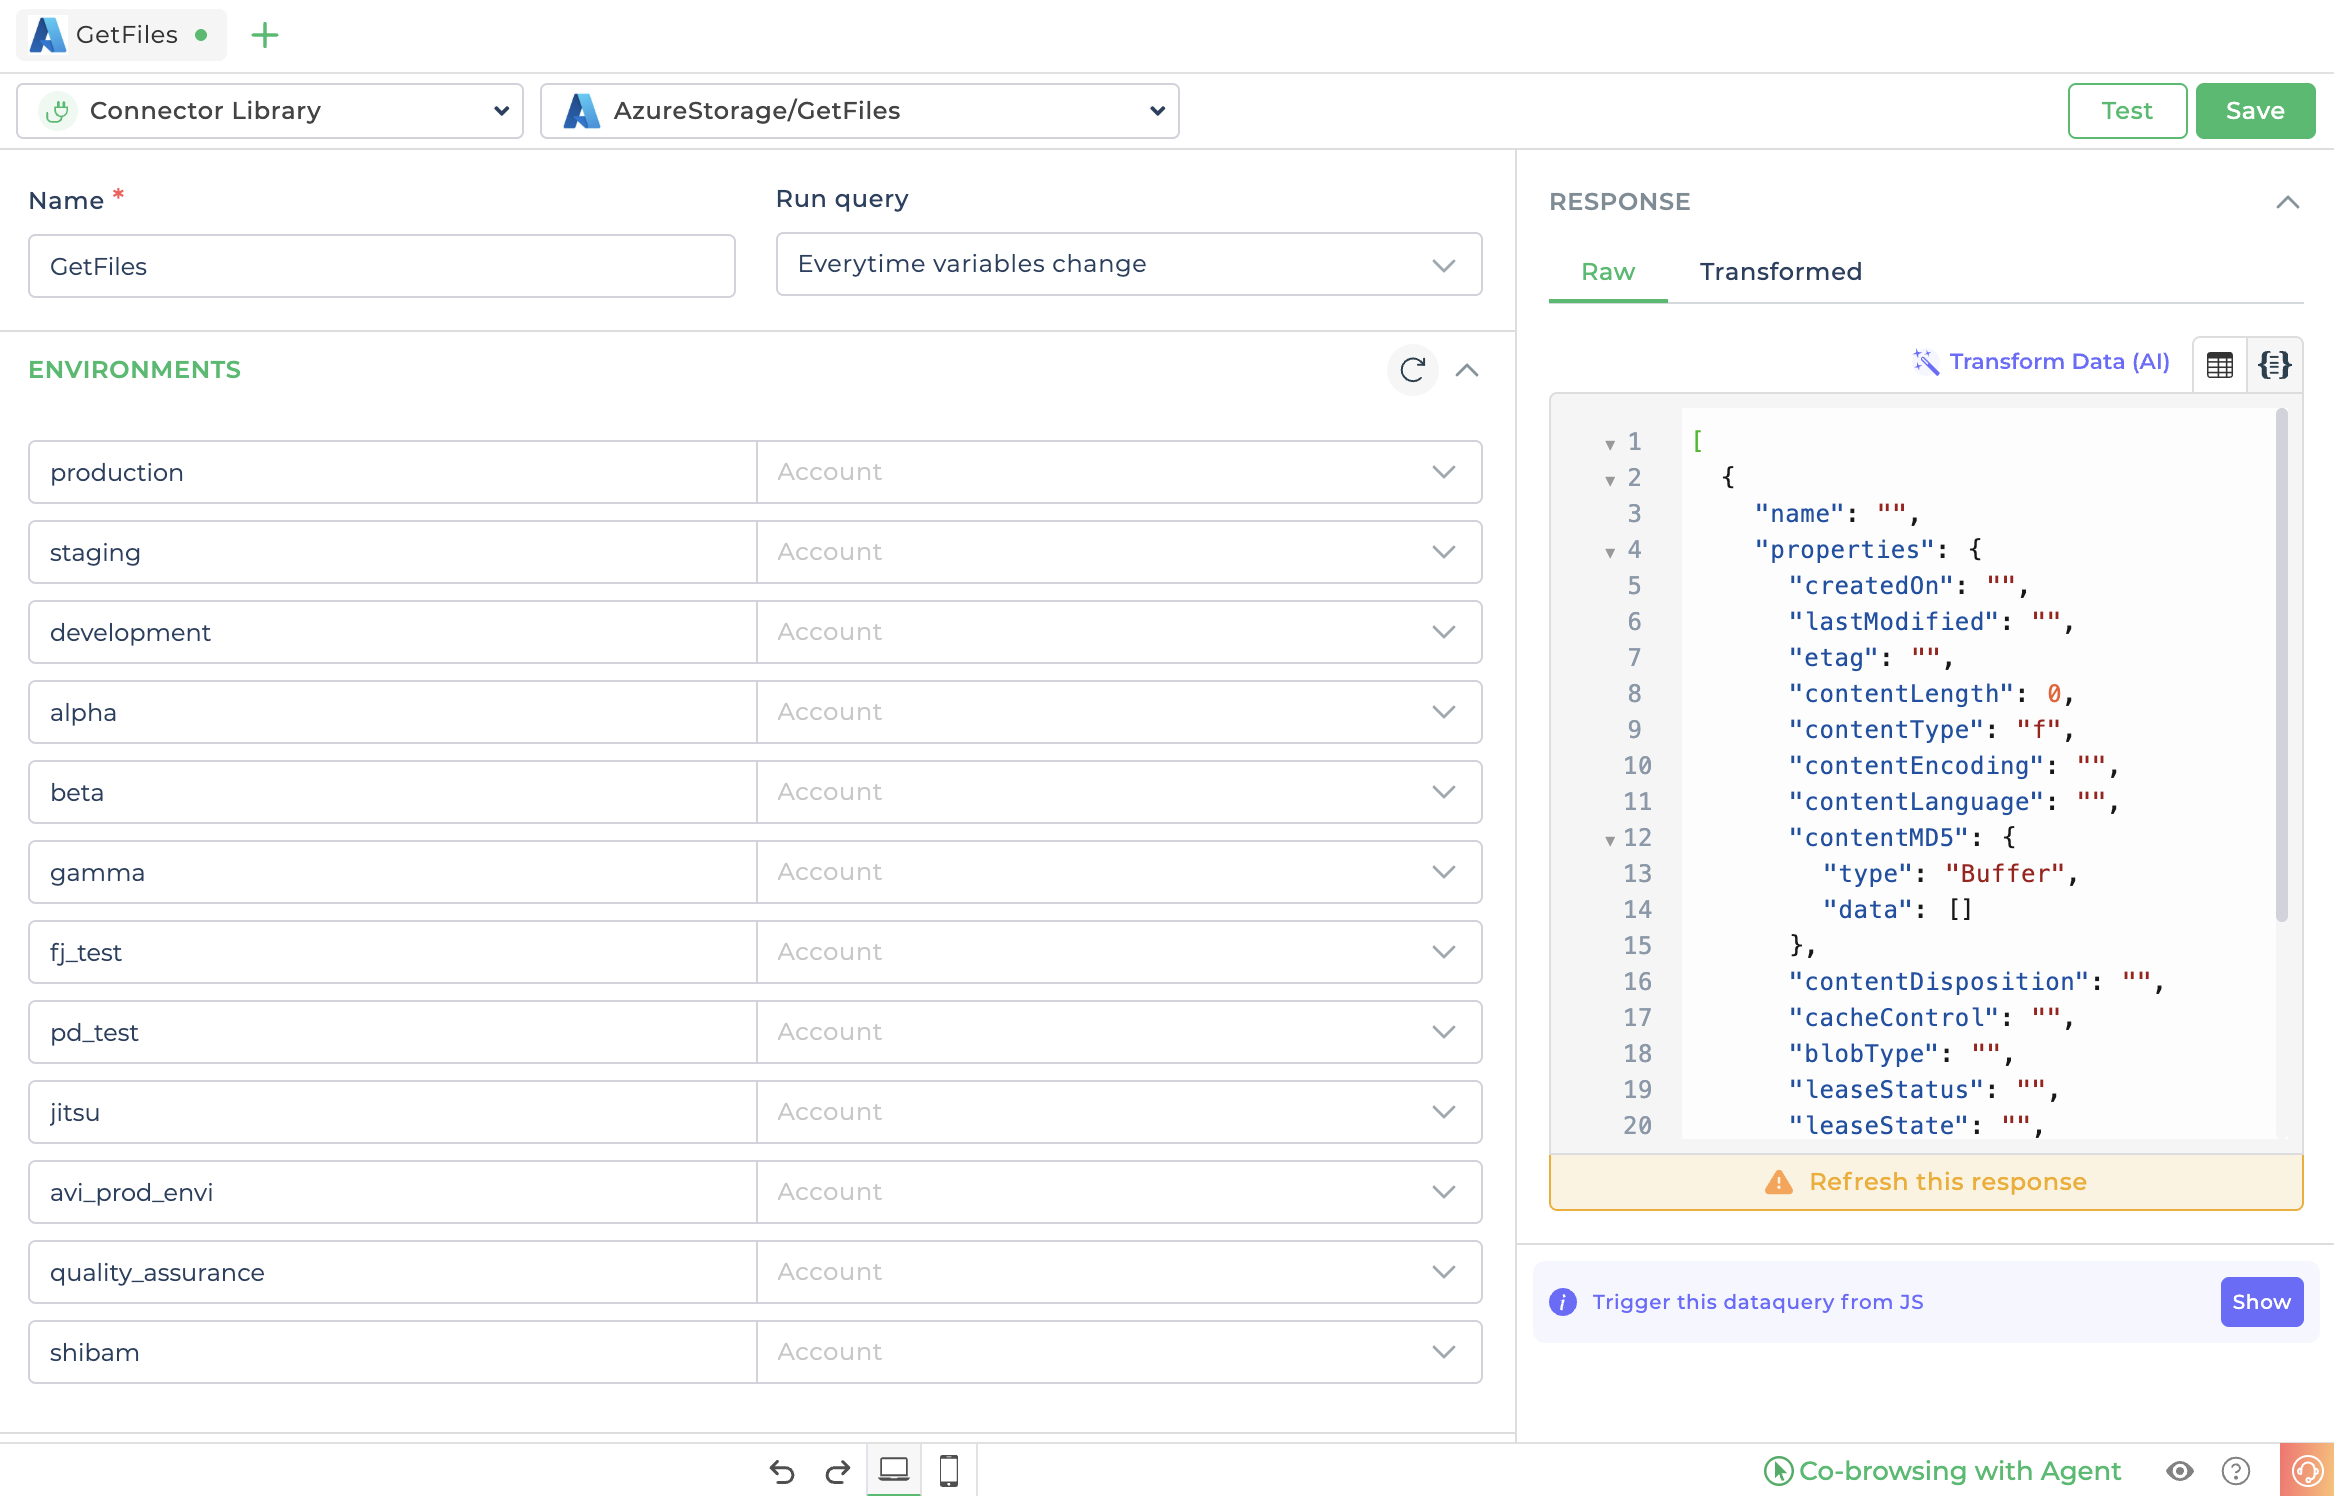 GetFiles
Connector Library
AzureStorage/GetFiles
Test
Save
Name *
Run query
GetFiles
Everytime variables change
ENVIRONMENTS
production
Account
staging
Account
development
Account
alpha
Account
beta
Account
gamma
Account
fj_test
Account
pd_test
Account
jitsu
Account
avi_prod_envi
Account
quality_assurance
Account
shibam
Account
RESPONSE
Raw
Transformed
Transform Data (AI)
1 [
2 {
3 "name": "",
4 "properties": {
5 "createdOn": "",
6 "lastModified": "",
7 "etag": "",
8 "contentLength": 0,
9 "contentType": "f",
10 "contentEncoding": "",
11 "contentLanguage": "",
12 "contentMD5": {
13 "type": "Buffer",
14 "data": []
15 },
16 "contentDisposition": "",
17 "cacheControl": "",
18 "blobType": "",
19 "leaseStatus": "",
20 "leaseState": "",
Refresh this response
Trigger this dataquery from JS
Show
Co-browsing with Agent